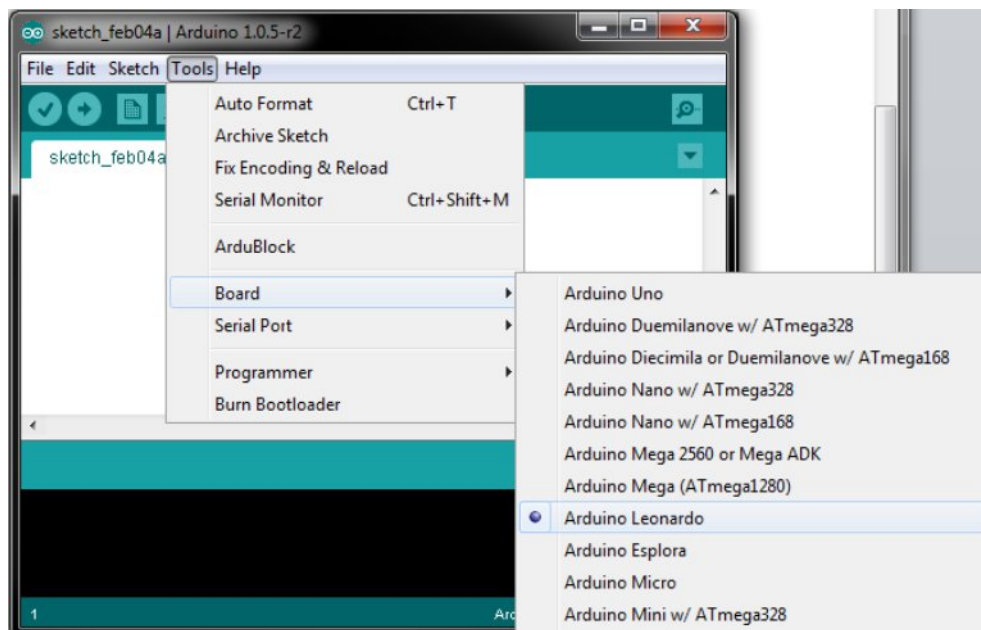 sketch_feb04a | Arduino 1.0.5-r2
File Edit Sketch Tools Help
Auto Format Ctrl+T
Archive Sketch
sketch_feb04a
Fix Encoding & Reload
Serial Monitor Ctrl+Shift+M
ArduBlock
Board
Serial Port
Programmer
Burn Bootloader
Arduino Uno
Arduino Duemilanove w/ ATmega328
Arduino Diecimila or Duemilanove w/ ATmega168
Arduino Nano w/ ATmega328
Arduino Nano w/ ATmega168
Arduino Mega 2560 or Mega ADK
Arduino Mega (ATmega1280)
Arduino Leonardo
Arduino Esplora
Arduino Micro
Arduino Mini w/ ATmega328
1